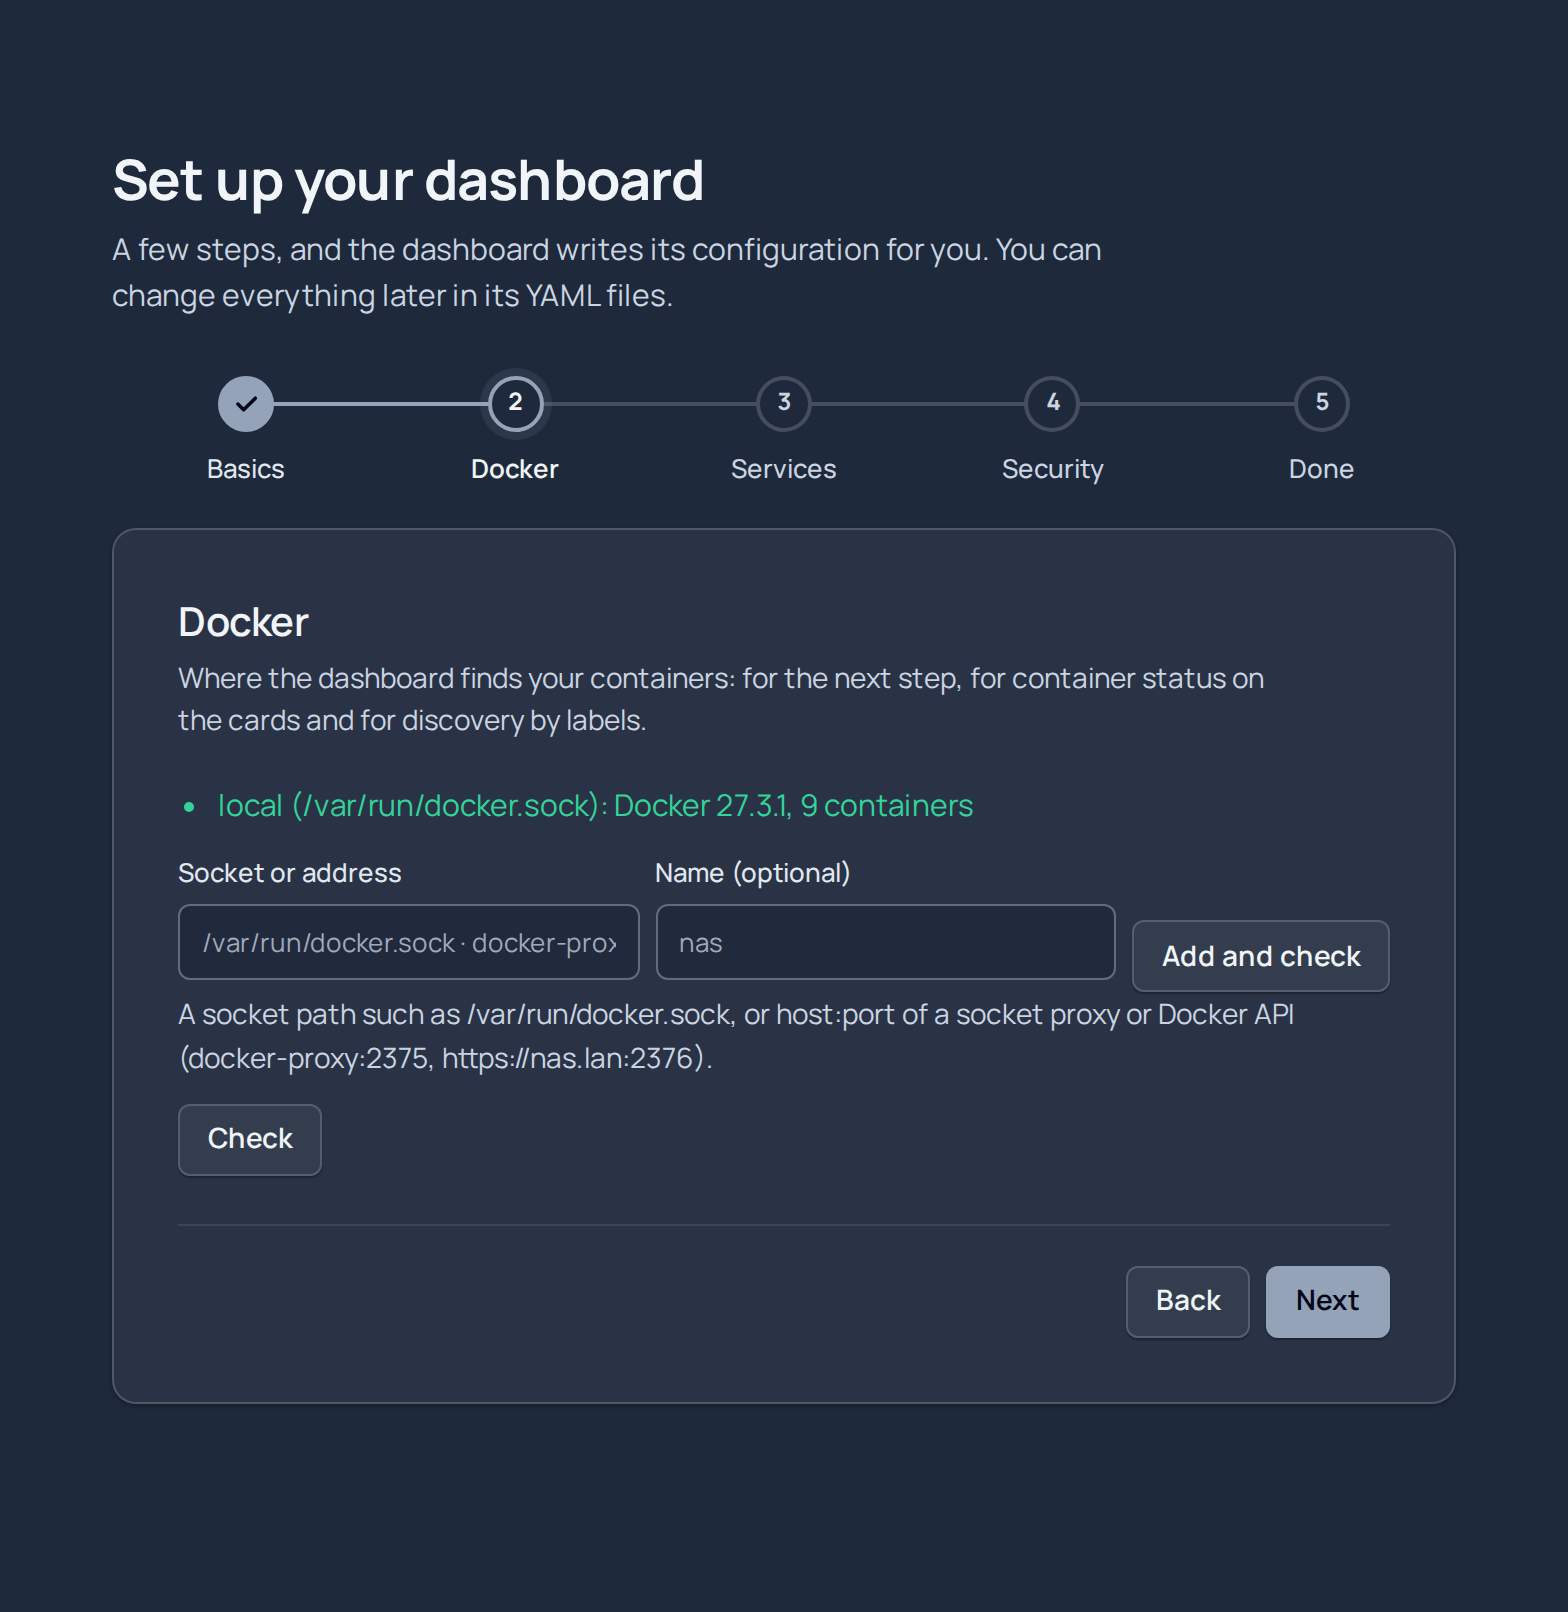 Set up your dashboard
A few steps, and the dashboard writes its configuration for you. You can
change everything later in its YAML files.
2
3
4
5
Basics
Docker
Services
Security
Done
Docker
Where the dashboard finds your containers: for the next step, for container status on
the cards and for discovery by labels.
• local (/var/run/docker.sock): Docker 27.3.1, 9 containers
Socket or address
Name (optional)
/var/run/docker.sock · docker-prox
nas
Add and check
A socket path such as /var/run/docker.sock, or host:port of a socket proxy or Docker API
(docker-proxy:2375, https://nas.lan:2376).
Check
Back
Next